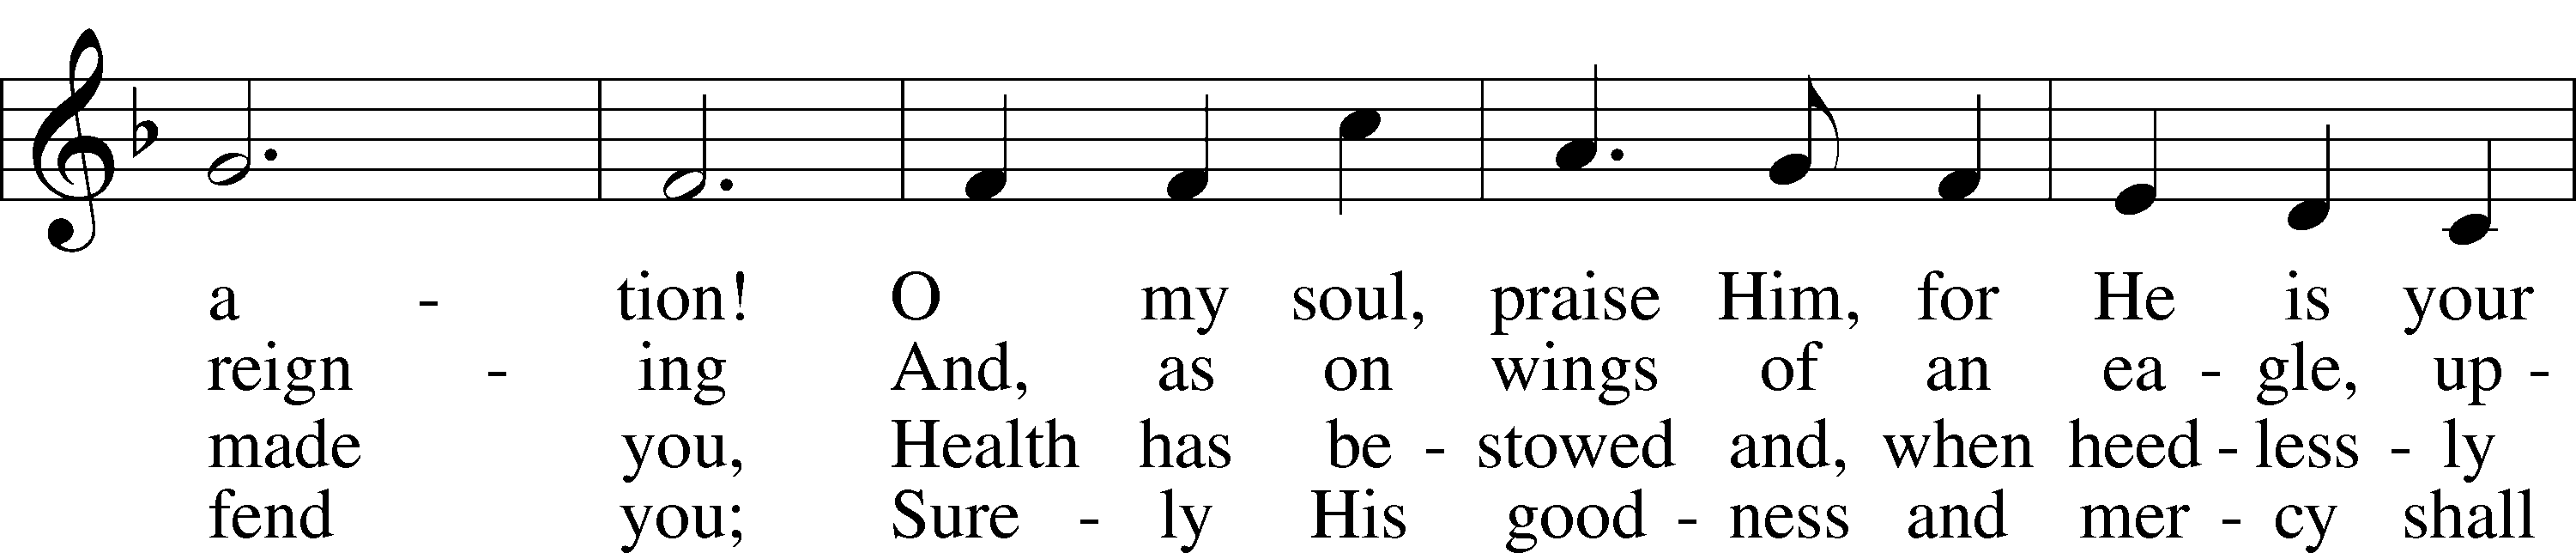 a - tion! O my soul, praise Him, for He is your
reign - ing And, as on wings of an ea - gle, up -
made you, Health has be - stowed and, when heed - less - ly
fend you; Sure - ly His good - ness and mer - cy shall